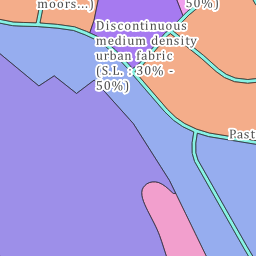 moors...)
50%)
Discontinuous
medium density
urban fabric
(S.L. : 30% -
50%)
Past